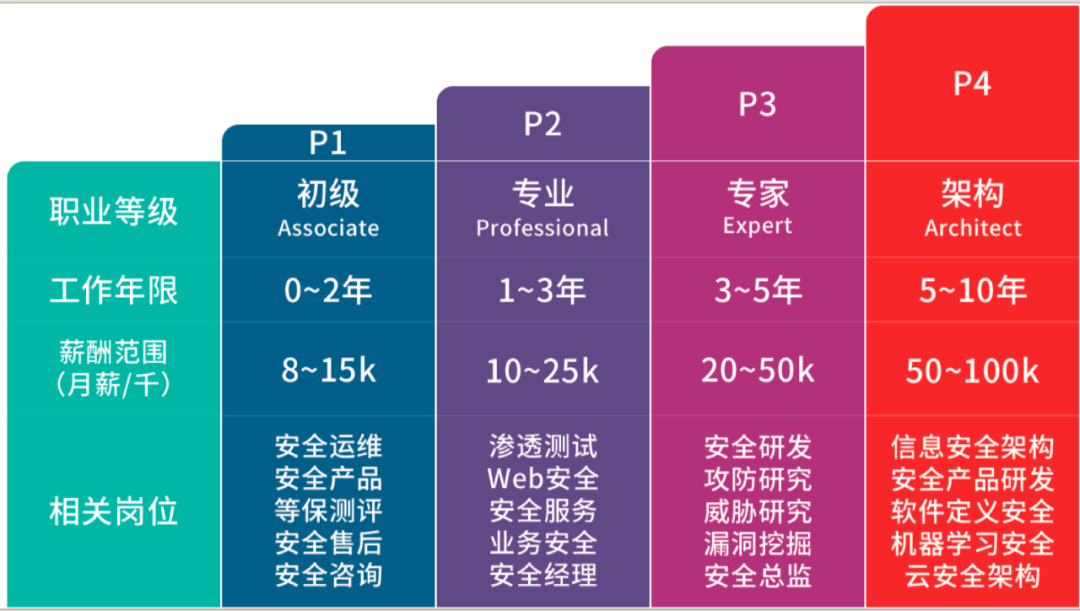 P1
P2
P3
P4
职业等级
初级
Associate
专业
Professional
专家
Expert
架构
Architect
工作年限
0~2年
1~3年
3~5年
5~10年
薪酬范围
（月薪/千）
8~15k
10~25k
20~50k
50~100k
相关岗位
安全运维
安全产品
等保测评
安全售后
安全咨询
渗透测试
Web安全
安全服务
业务安全
安全经理
安全研发
攻防研究
威胁研究
漏洞挖掘
安全总监
信息安全架构
安全产品研发
软件定义安全
机器学习安全
云安全架构